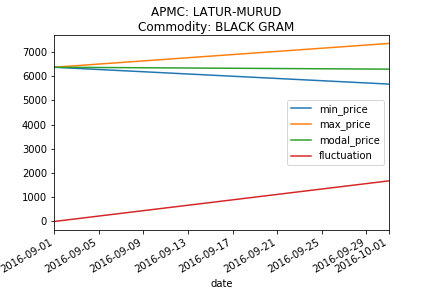 APMC: LATUR-MURUD
Commodity: BLACK GRAM
7000
6000
5000
4000
3000
2000
1000
0
min_price
max_price
modal_price
fluctuation
2016-09-01
2016-09-05
2016-09-09
2016-09-13
2016-09-17
2016-09-21
2016-09-25
2016-09-29
2016-10-01
date